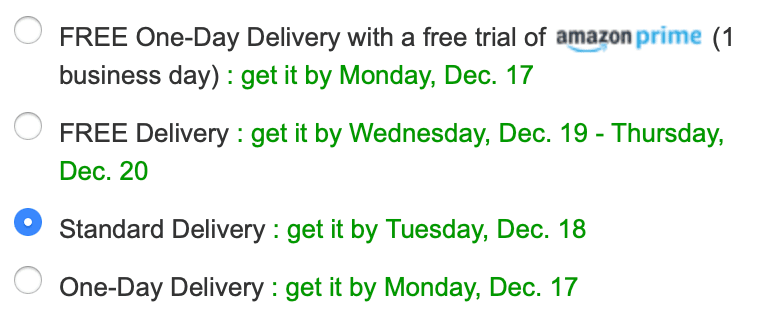 FREE One-Day Delivery with a free trial of amazon prime (1
business day) : get it by Monday, Dec. 17
FREE Delivery : get it by Wednesday, Dec. 19 - Thursday,
Dec. 20
Standard Delivery : get it by Tuesday, Dec. 18
One-Day Delivery : get it by Monday, Dec. 17